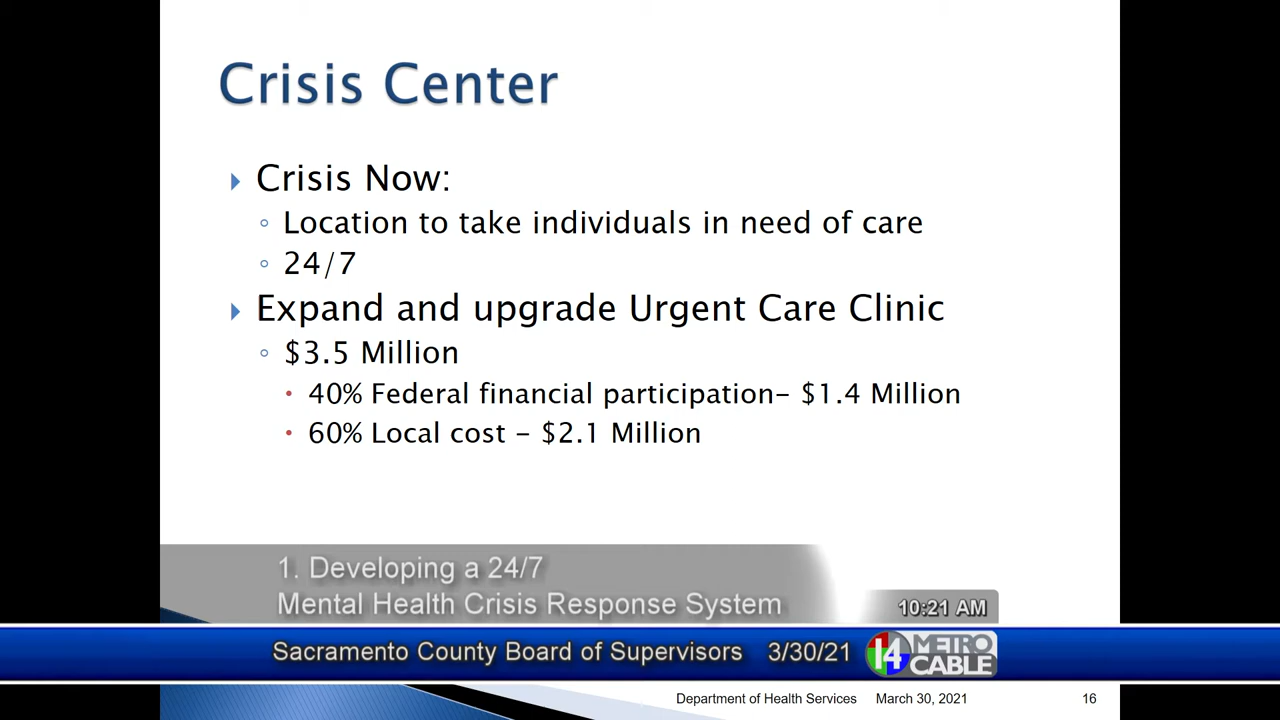 Crisis Center
Crisis Now:
Location to take individuals in need of care
24/7
Expand and upgrade Urgent Care Clinic
$3.5 Million
40% Federal financial participation- $1.4 Million
60% Local cost - $2.1 Million
1. Developing a 24/7
Mental Health Crisis Response System
10:21 AM
Sacramento County Board of Supervisors 3/30/21
14 METRO
CABLE
Department of Health Services March 30, 2021 16